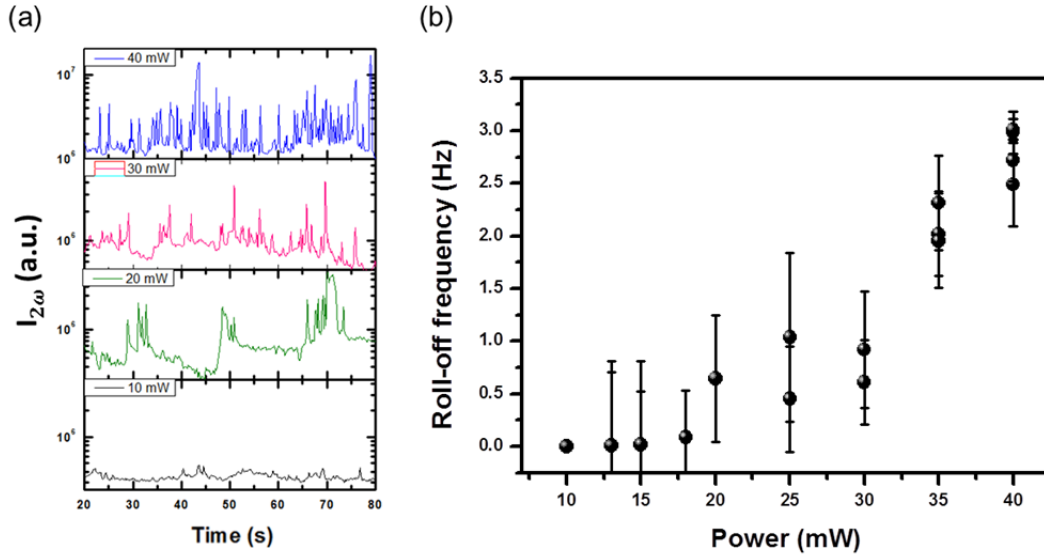 (a)
(b)
40 mW
10⁷
10⁶
30 mW
10⁶
20 mW
10⁶
10 mW
10⁶
20 30 40 50 60 70 80
Time (s)
I₂ω (a.u.)
3.5
3.0
2.5
2.0
1.5
1.0
0.5
0.0
10 15 20 25 30 35 40
Power (mW)
Roll-off frequency (Hz)